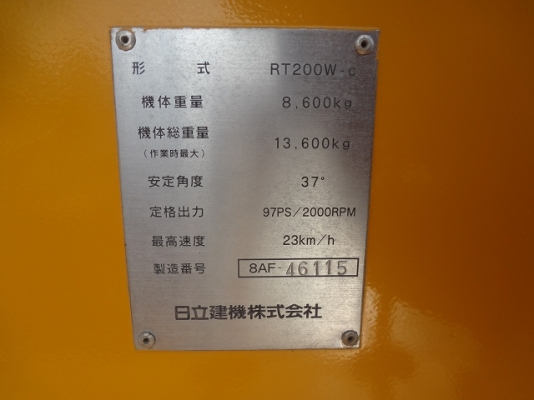 形 式 RT200W-c
機体重量 8,600kg
機体総重量 13,600kg
(作業時最大)
安定角度 37°
定格出力 97PS/2000RPM
最高速度 23km/h
製造番号 8AF-46115
日立建機株式会社